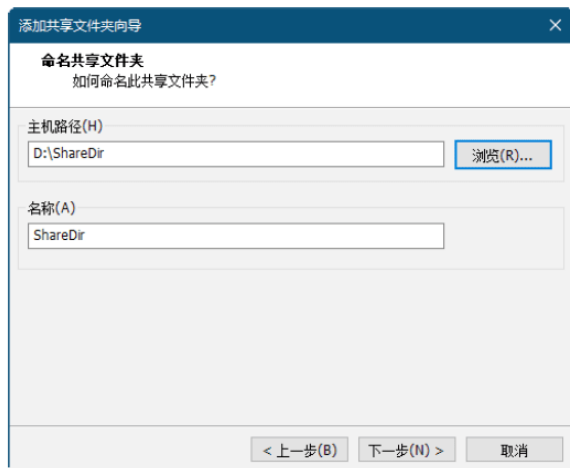 添加共享文件夹向导
命名共享文件夹
如何命名此共享文件夹?
主机路径(H)
D:\ShareDir
浏览(R)...
名称(A)
ShareDir
< 上一步(B)
下一步(N) >
取消